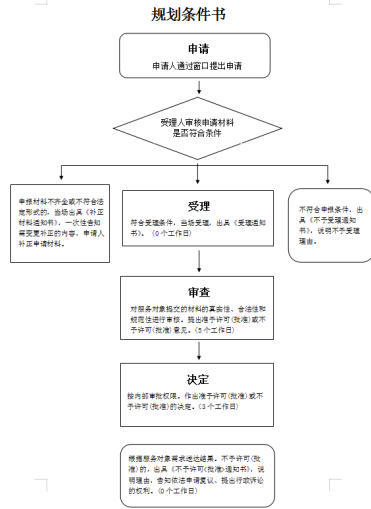 规划条件书
申请
申请人通过窗口提出申请
受理人审核申请材料
是否符合条件
申报材料不齐全或不符合法
定形式的，当场出具《补正
材料通知书》，一次性告知
需变更补正的内容，申请人
补正申请材料。
受理
符合受理条件，当场受理，出具《受理通知
书》。（0个工作日）
不符合申报条件，出
具《不予受理通知
书》，说明不予受理
理由。
审查
对服务对象提交的材料的真实性、合法性和
规范性进行审核。提出准予许可(批准)或不
予许可(批准)意见。（5个工作日）
决定
按内部审批权限。作出准予许可(批准)或不
予许可(批准)的决定。（3个工作日）
根据服务对象需求送达结果。不予许可(批
准)的，出具《不予许可<批准>通知书》，说
明理由，告知依法申请复议、提出行政诉讼
的权利。（0个工作日）